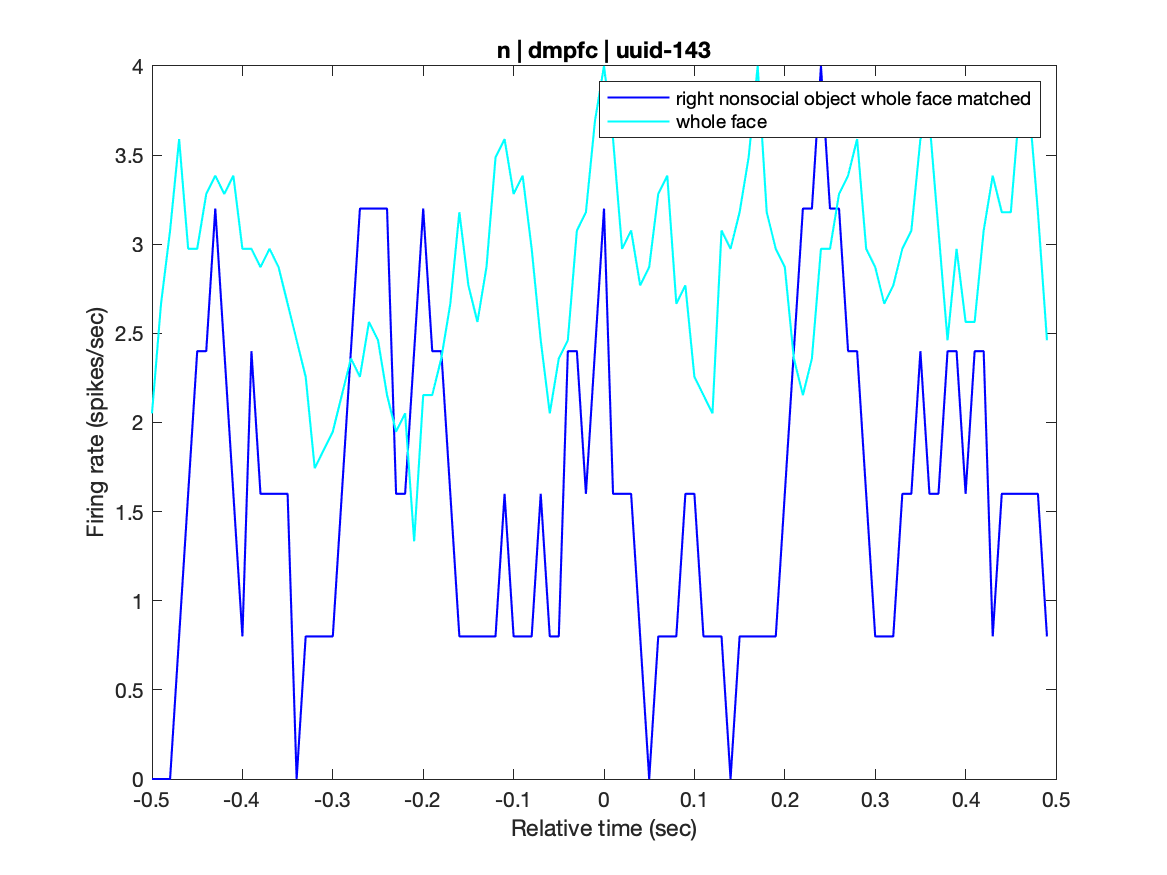 n | dmpfc | uuid-143
right nonsocial object whole face matched
whole face
Firing rate (spikes/sec)
4
3.5
3
2.5
2
1.5
1
0.5
0
-0.5 -0.4 -0.3 -0.2 -0.1 0 0.1 0.2 0.3 0.4 0.5
Relative time (sec)